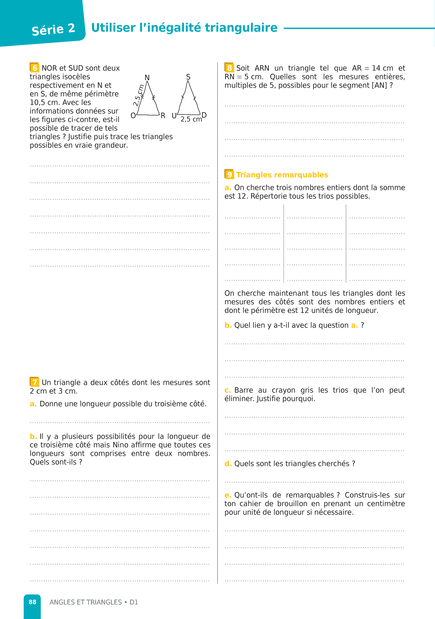 Série 2
Utiliser l’inégalité triangulaire
6 NOR et SUD sont deux
triangles isocèles
respectivement en N et
en S, de même périmètre
10,5 cm. Avec les
informations données sur
les figures ci-contre, est-il
possible de tracer de tels
triangles ? Justifie puis trace les triangles
possibles en vraie grandeur.
N
S
2,5 cm
O
R
U
2,5 cm
D
7 Un triangle a deux côtés dont les mesures sont
2 cm et 3 cm.
a. Donne une longueur possible du troisième côté.
b. Il y a plusieurs possibilités pour la longueur de
ce troisième côté mais Nino affirme que toutes ces
longueurs sont comprises entre deux nombres.
Quels sont-ils ?
8 Soit ARN un triangle tel que AR = 14 cm et
RN = 5 cm. Quelles sont les mesures entières,
multiples de 5, possibles pour le segment [AN] ?
9 Triangles remarquables
a. On cherche trois nombres entiers dont la somme
est 12. Répertorie tous les trios possibles.
On cherche maintenant tous les triangles dont les
mesures des côtés sont des nombres entiers et
dont le périmètre est 12 unités de longueur.
b. Quel lien y a-t-il avec la question a. ?
c. Barre au crayon gris les trios que l’on peut
éliminer. Justifie pourquoi.
d. Quels sont les triangles cherchés ?
e. Qu’ont-ils de remarquables ? Construis-les sur
ton cahier de brouillon en prenant un centimètre
pour unité de longueur si nécessaire.
88 ANGLES ET TRIANGLES • D1